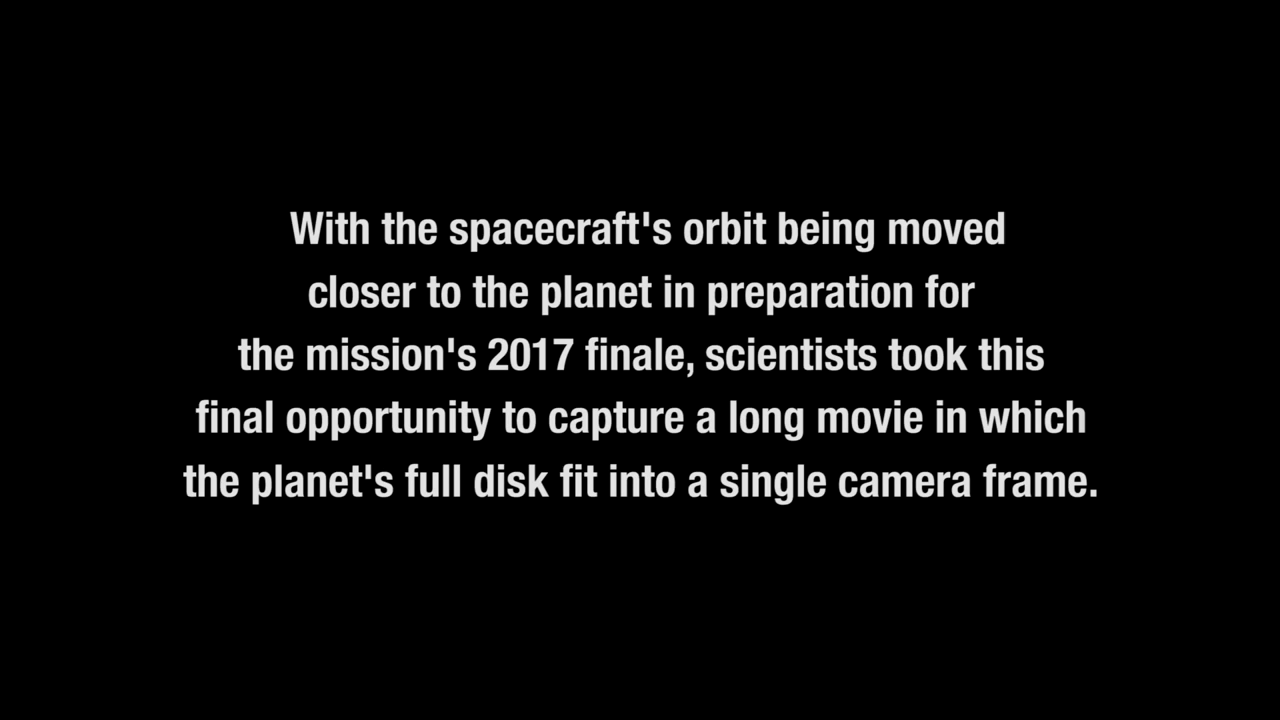 With the spacecraft's orbit being moved
closer to the planet in preparation for
the mission's 2017 finale, scientists took this
final opportunity to capture a long movie in which
the planet's full disk fit into a single camera frame.